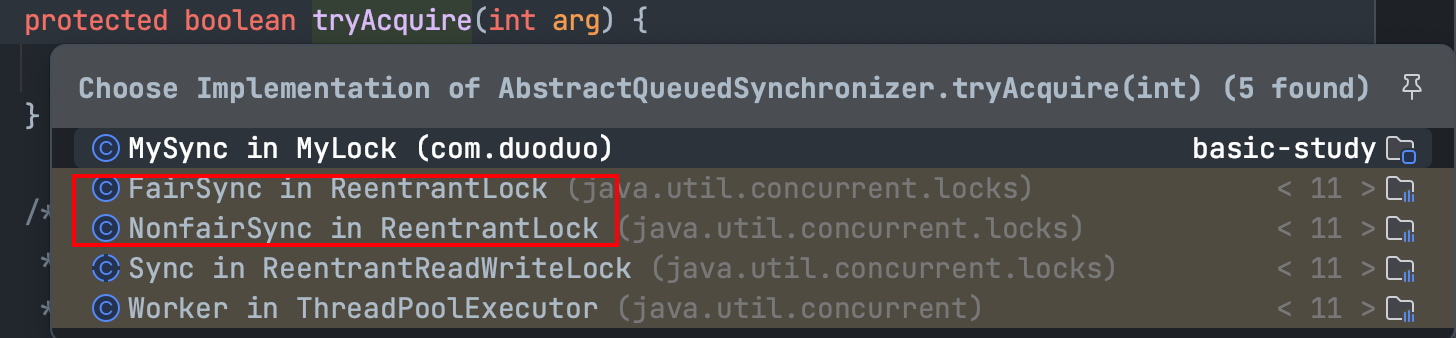 protected boolean tryAcquire(int arg) {
Choose Implementation of AbstractQueuedSynchronizer.tryAcquire(int) (5 found)
}
MySync in MyLock (com.duoduo) basic-study
FairSync in ReentrantLock (java.util.concurrent.locks) < 11 >
/*
NonfairSync in ReentrantLock (java.util.concurrent.locks) < 11 >
*
Sync in ReentrantReadWriteLock (java.util.concurrent.locks) < 11 >
*
Worker in ThreadPoolExecutor (java.util.concurrent) < 11 >